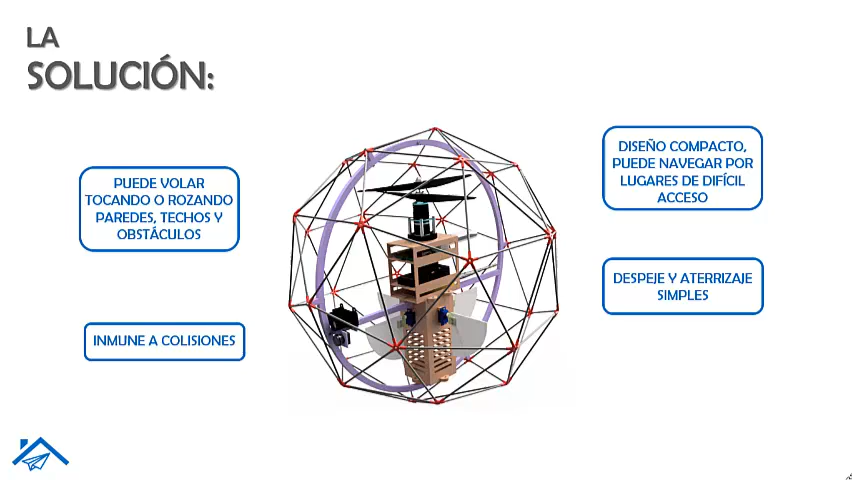 LA
SOLUCIÓN:
PUEDE VOLAR
TOCANDO O ROZANDO
PAREDES, TECHOS Y
OBSTÁCULOS
INMUNE A COLISIONES
DISEÑO COMPACTO,
PUEDE NAVEGAR POR
LUGARES DE DIFÍCIL
ACCESO
DESPEJE Y ATERRIZAJE
SIMPLES